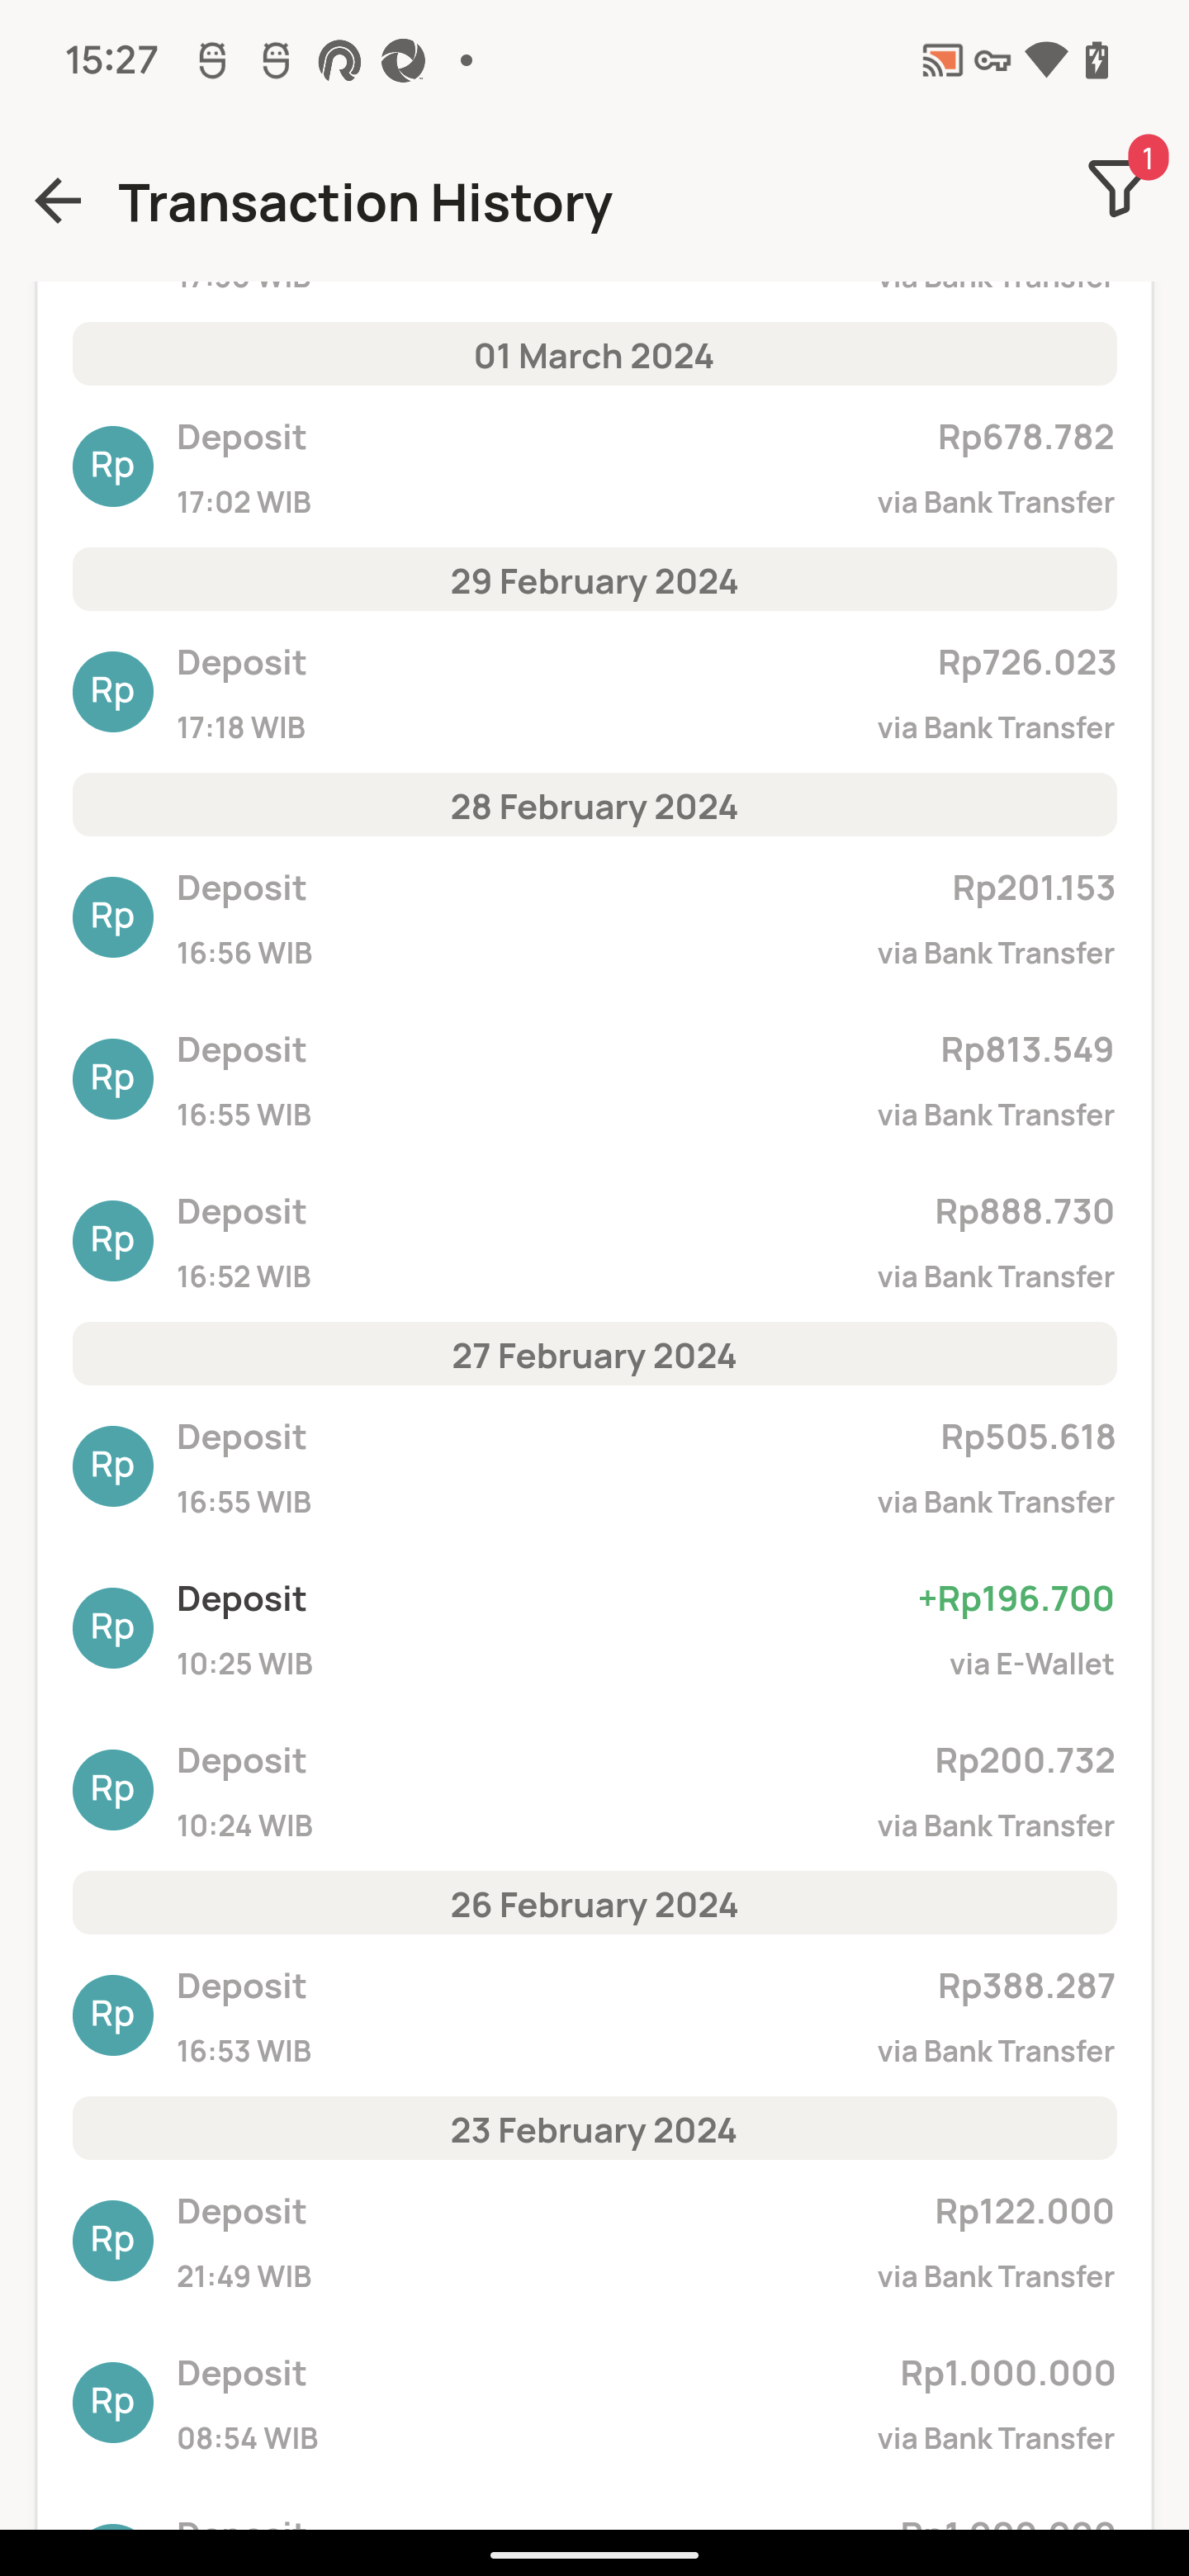 15:27
1
Transaction History
via Bank Transfer
01 March 2024
Rp
Deposit
Rp678.782
17:02 WIB
via Bank Transfer
29 February 2024
Rp
Deposit
Rp726.023
17:18 WIB
via Bank Transfer
28 February 2024
Rp
Deposit
Rp201.153
16:56 WIB
via Bank Transfer
Rp
Deposit
Rp813.549
16:55 WIB
via Bank Transfer
Rp
Deposit
Rp888.730
16:52 WIB
via Bank Transfer
27 February 2024
Rp
Deposit
Rp505.618
16:55 WIB
via Bank Transfer
Rp
Deposit
+Rp196.700
10:25 WIB
via E-Wallet
Rp
Deposit
Rp200.732
10:24 WIB
via Bank Transfer
26 February 2024
Rp
Deposit
Rp388.287
16:53 WIB
via Bank Transfer
23 February 2024
Rp
Deposit
Rp122.000
21:49 WIB
via Bank Transfer
Rp
Deposit
Rp1.000.000
08:54 WIB
via Bank Transfer
Deposit